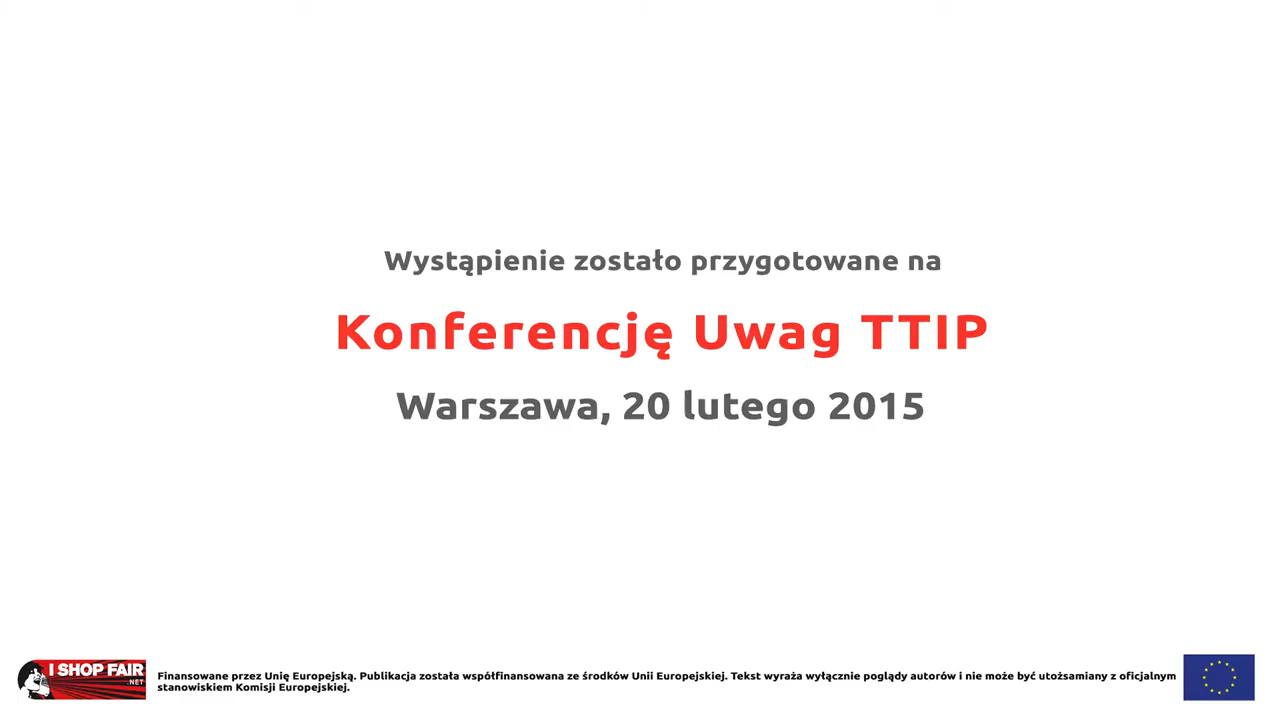 Wystąpienie zostało przygotowane na
Konferencję Uwag TTIP
Warszawa, 20 lutego 2015
I SHOP FAIR
.NET
Finansowane przez Unię Europejską. Publikacja została współfinansowana ze środków Unii Europejskiej. Tekst wyraża wyłącznie poglądy autorów i nie może być utożsamiany z oficjalnym
stanowiskiem Komisji Europejskiej.